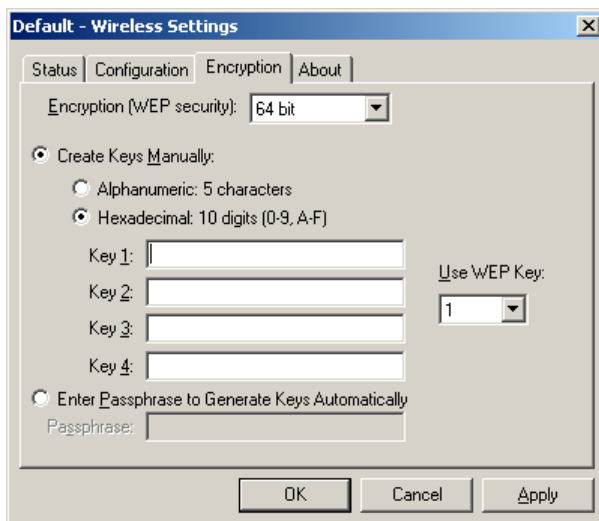 Default - Wireless Settings
Status Configuration Encryption About
Encryption (WEP security): 64 bit
Create Keys Manually:
Alphanumeric: 5 characters
Hexadecimal: 10 digits (0-9, A-F)
Key 1:
Use WEP Key:
Key 2:
1
Key 3:
Key 4:
Enter Passphrase to Generate Keys Automatically
Passphrase:
OK Cancel Apply